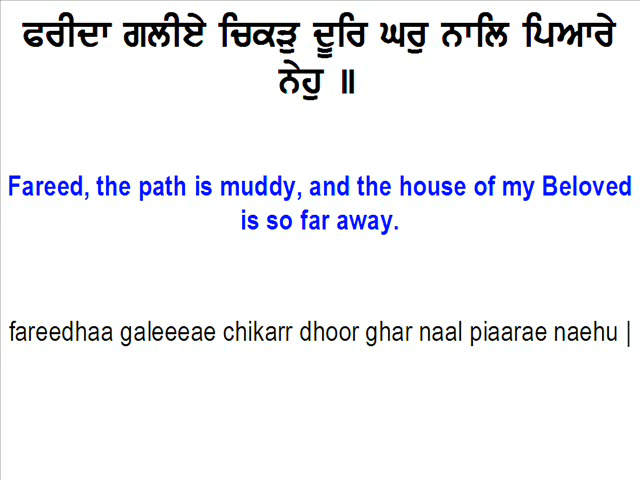 ਫਰੀਦਾ ਗਲੀਏ ਚਿਕੜੁ ਦੂਰਿ ਘਰੁ ਨਾਲਿ ਪਿਆਰੇ
ਨੇਹੁ ॥
Fareed, the path is muddy, and the house of my Beloved
is so far away.
fareedhaa galeeeae chikarr dhoor ghar naal piaarae naehu |